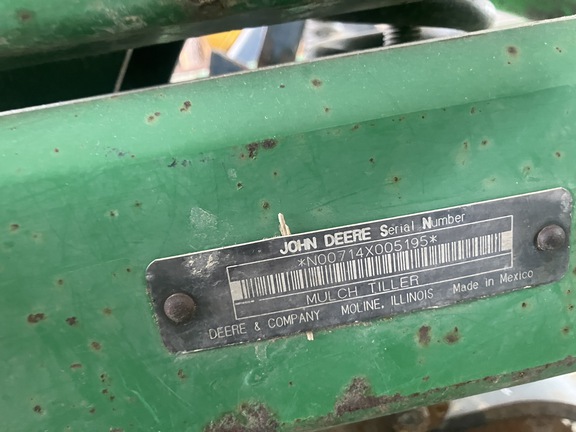 JOHN DEERE Serial Number
*N00714X005195*
MULCH TILLER
DEERE & COMPANY MOLINE, ILLINOIS Made in Mexico